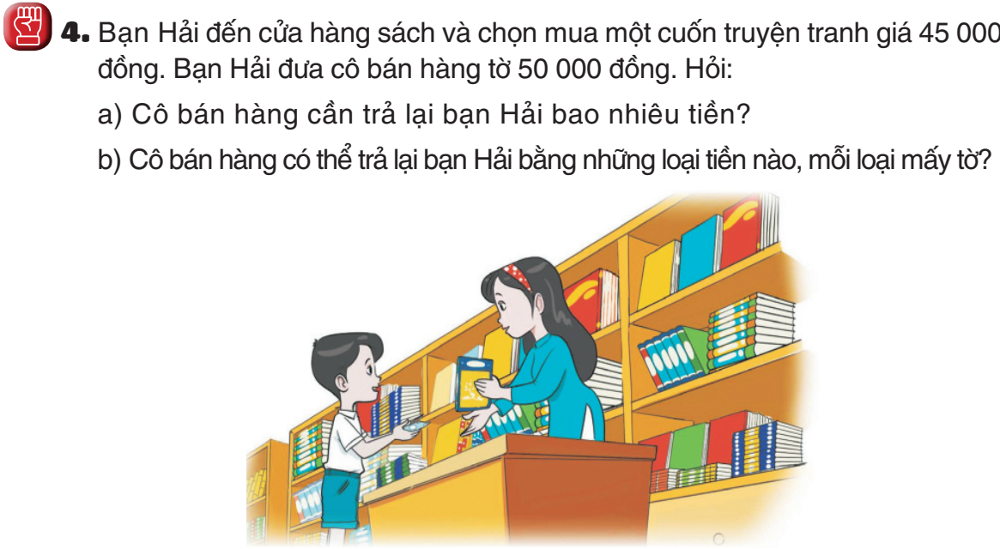 4. Bạn Hải đến cửa hàng sách và chọn mua một cuốn truyện tranh giá 45 000
đồng. Bạn Hải đưa cô bán hàng tờ 50 000 đồng. Hỏi:
a) Cô bán hàng cần trả lại bạn Hải bao nhiêu tiền?
b) Cô bán hàng có thể trả lại bạn Hải bằng những loại tiền nào, mỗi loại mấy tờ?